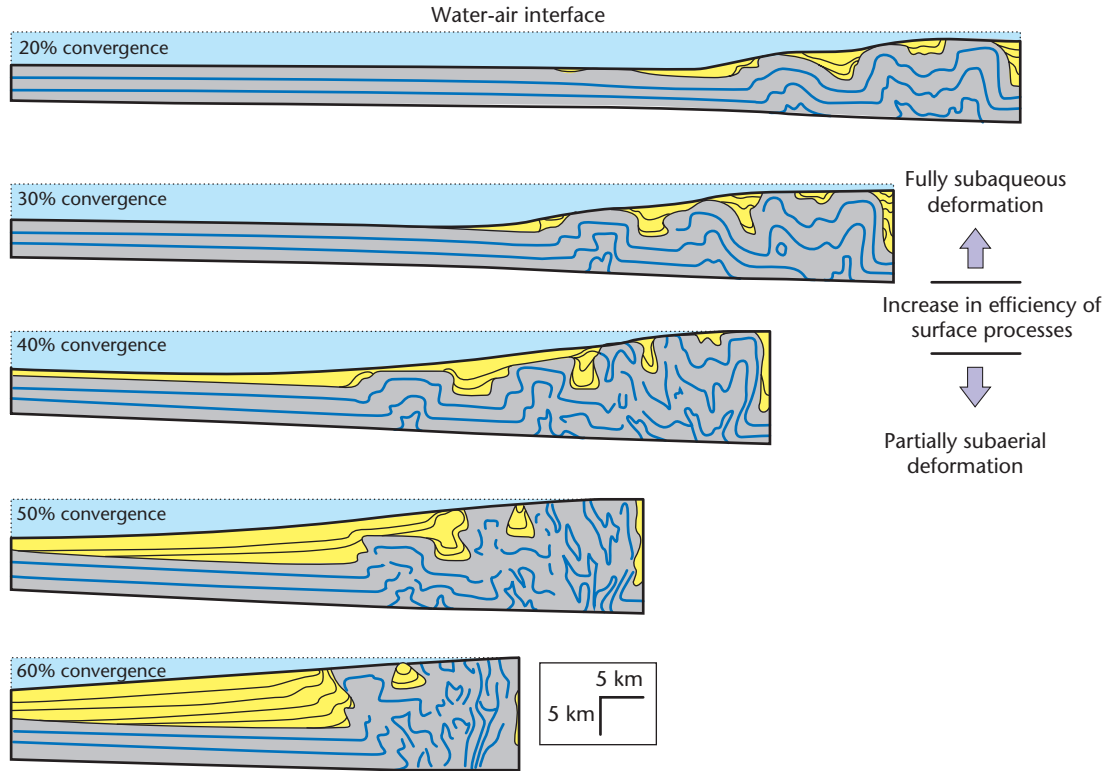 Water-air interface
20% convergence
30% convergence
Fully subaqueous
deformation
Increase in efficiency of
surface processes
40% convergence
Partially subaerial
deformation
50% convergence
60% convergence
5 km
5 km